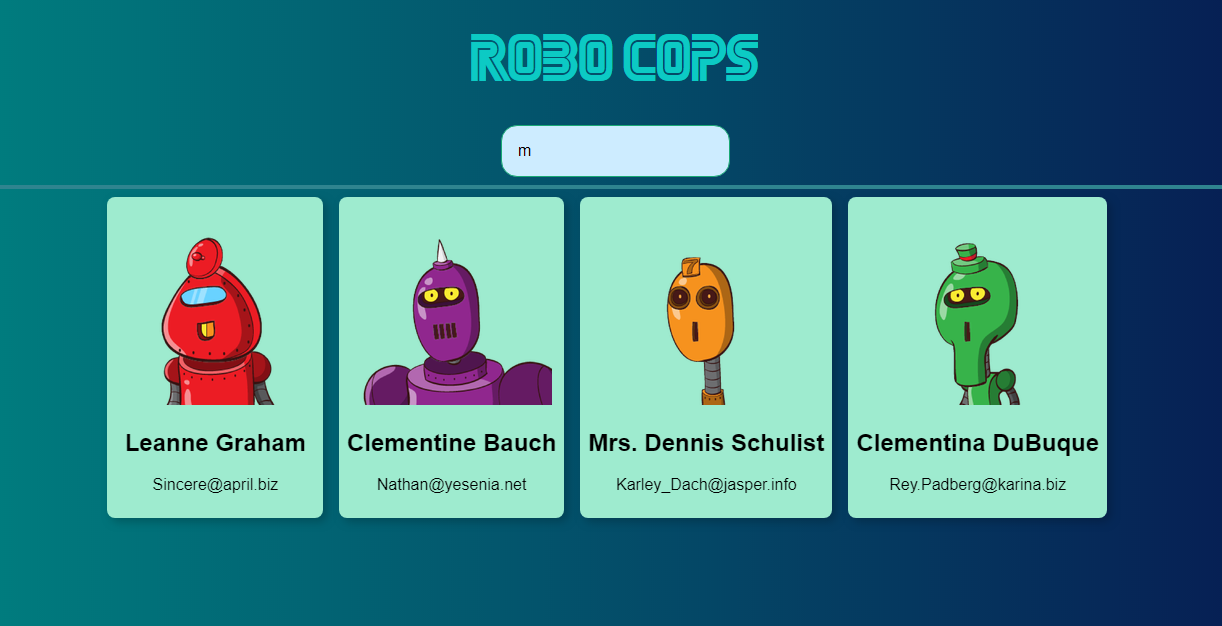 ROBO COPS
m
7
Leanne Graham
Clementine Bauch
Mrs. Dennis Schulist
Clementina DuBuque
Sincere@april.biz
Nathan@yesenia.net
Karley_Dach@jasper.info
Rey.Padberg@karina.biz